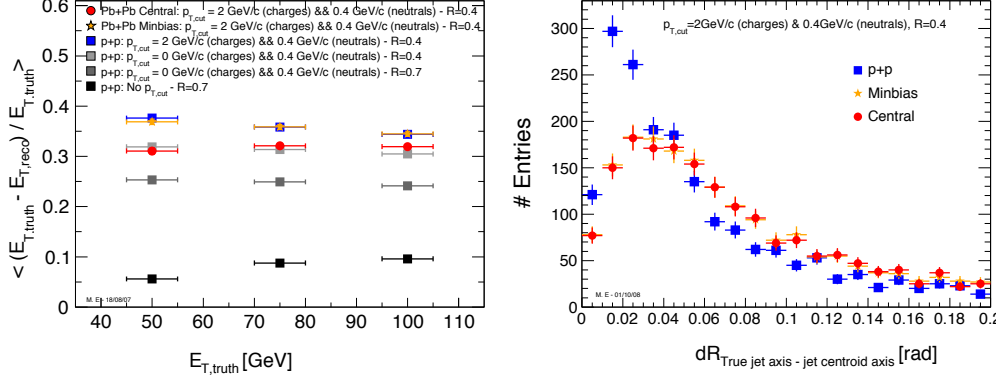 Pb+Pb Central: p_T,cut = 2 GeV/c (charges) && 0.4 GeV/c (neutrals) - R=0.4
Pb+Pb Minbias: p_T,cut = 2 GeV/c (charges) && 0.4 GeV/c (neutrals) - R=0.4
p+p: p_T,cut = 2 GeV/c (charges) && 0.4 GeV/c (neutrals) - R=0.4
p+p: p_T,cut = 0 GeV/c (charges) && 0.4 GeV/c (neutrals) - R=0.4
p+p: p_T,cut = 0 GeV/c (charges) && 0.4 GeV/c (neutrals) - R=0.7
p+p: No p_T,cut - R=0.7
< (E_T,truth - E_T,reco) / E_T,truth >
0.6
0.5
0.4
0.3
0.2
0.1
0
M. E - 18/08/07
40 50 60 70 80 90 100 110
E_T,truth [GeV]
p_T,cut=2GeV/c (charges) & 0.4GeV/c (neutrals), R=0.4
p+p
Minbias
Central
# Entries
300
250
200
150
100
50
0
M. E - 01/10/08
0 0.02 0.04 0.06 0.08 0.1 0.12 0.14 0.16 0.18 0.2
dR_True jet axis - jet centroid axis [rad]